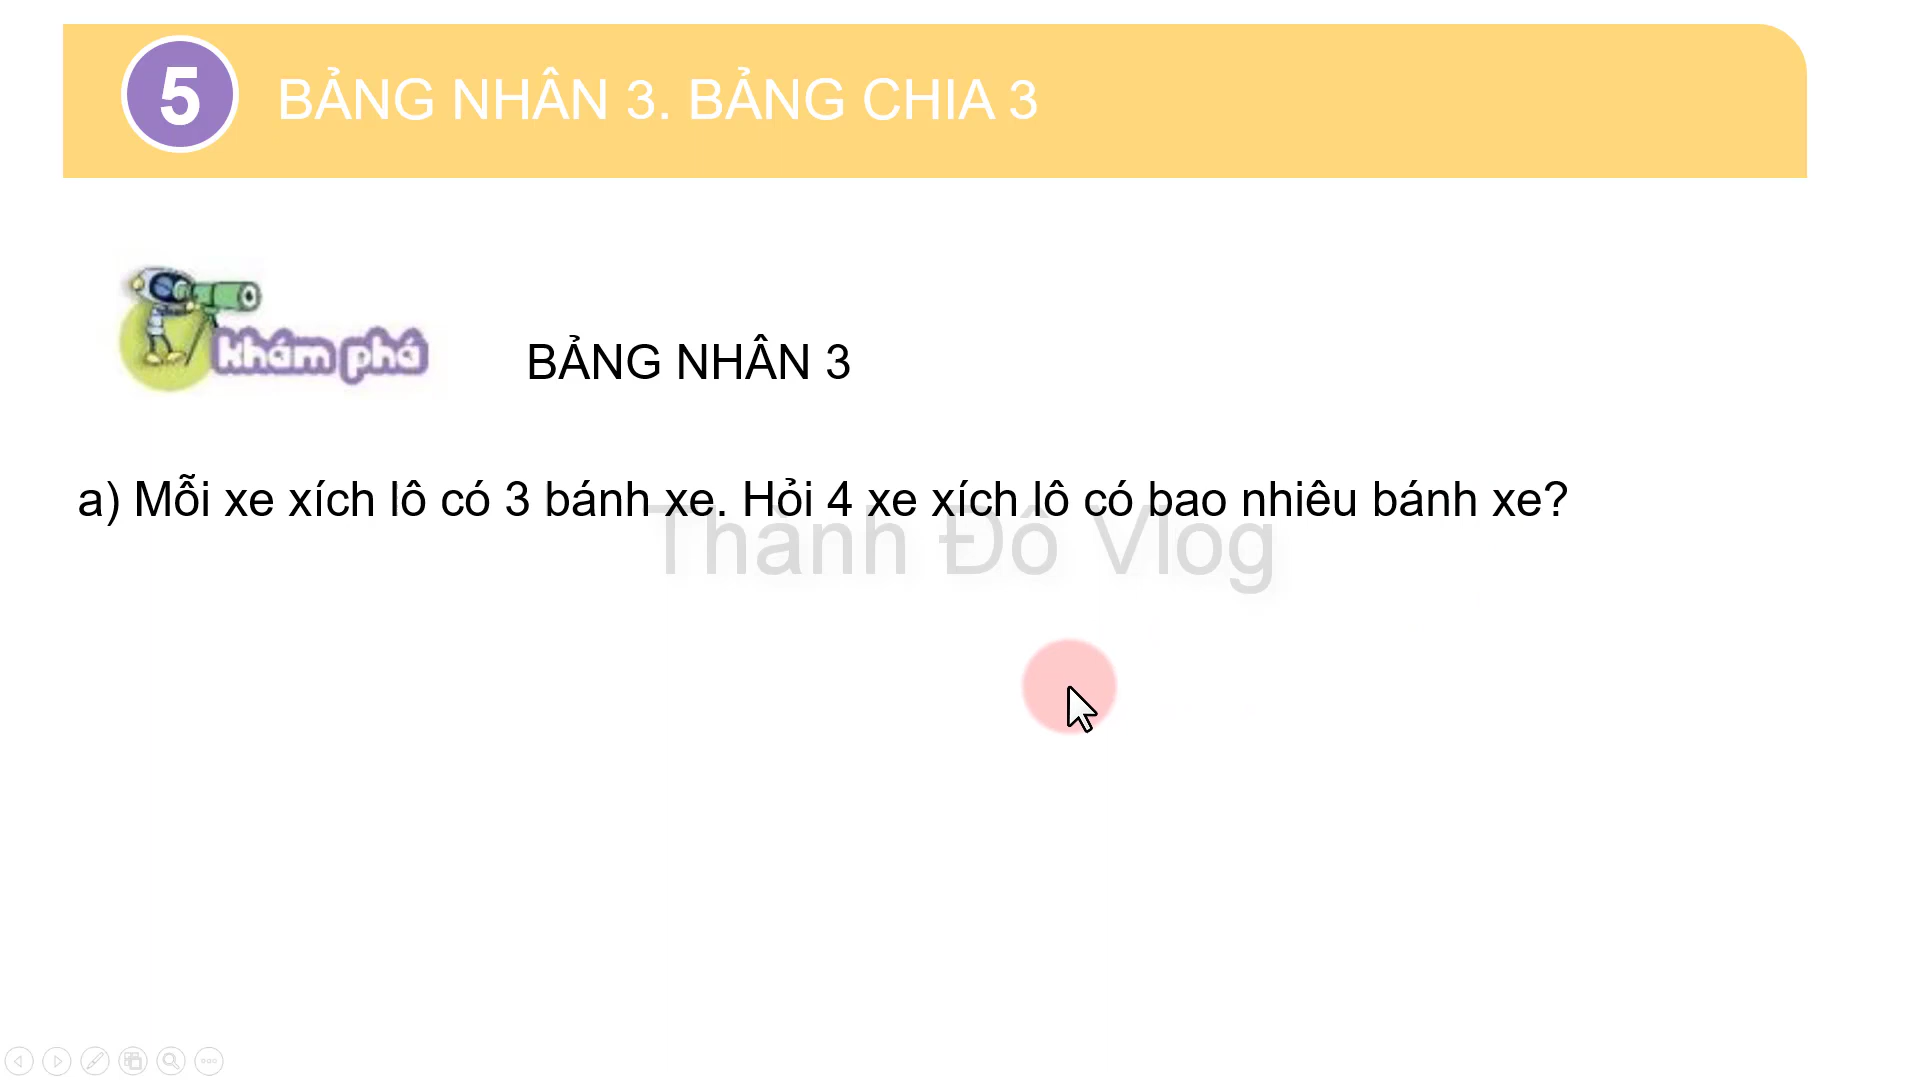 5
BẢNG NHÂN 3. BẢNG CHIA 3
khám phá
BẢNG NHÂN 3
a) Mỗi xe xích lô có 3 bánh xe. Hỏi 4 xe xích lô có bao nhiêu bánh xe?
Thành Đó Vlog